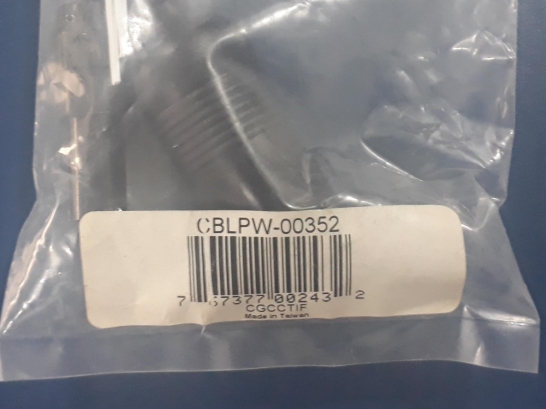 CBLPW-00352
7 67377 00243 2
CGCCTIF
Made in Taiwan